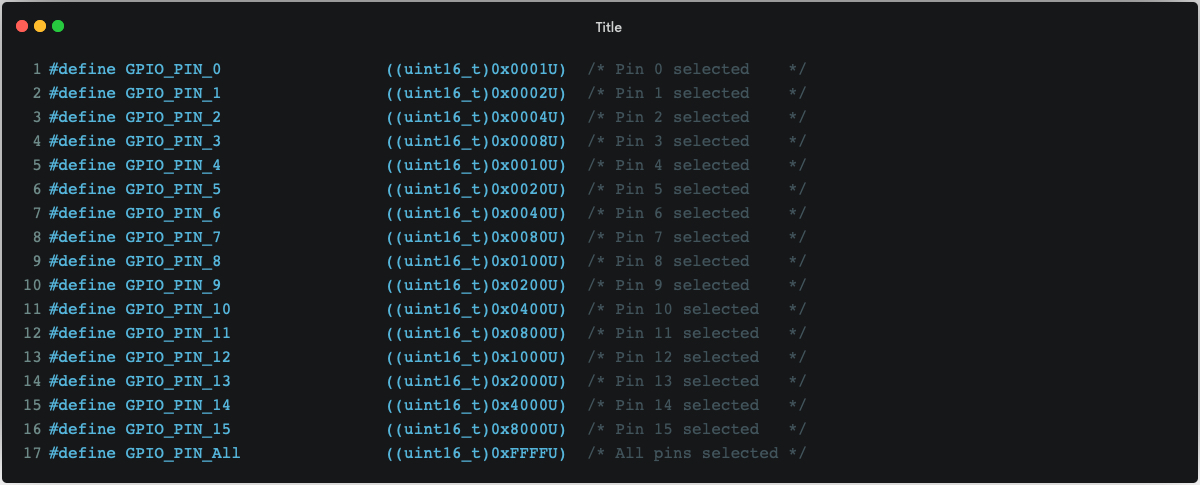 Title
1 #define GPIO_PIN_0 ((uint16_t)0x0001U) /* Pin 0 selected */
2 #define GPIO_PIN_1 ((uint16_t)0x0002U) /* Pin 1 selected */
3 #define GPIO_PIN_2 ((uint16_t)0x0004U) /* Pin 2 selected */
4 #define GPIO_PIN_3 ((uint16_t)0x0008U) /* Pin 3 selected */
5 #define GPIO_PIN_4 ((uint16_t)0x0010U) /* Pin 4 selected */
6 #define GPIO_PIN_5 ((uint16_t)0x0020U) /* Pin 5 selected */
7 #define GPIO_PIN_6 ((uint16_t)0x0040U) /* Pin 6 selected */
8 #define GPIO_PIN_7 ((uint16_t)0x0080U) /* Pin 7 selected */
9 #define GPIO_PIN_8 ((uint16_t)0x0100U) /* Pin 8 selected */
10 #define GPIO_PIN_9 ((uint16_t)0x0200U) /* Pin 9 selected */
11 #define GPIO_PIN_10 ((uint16_t)0x0400U) /* Pin 10 selected */
12 #define GPIO_PIN_11 ((uint16_t)0x0800U) /* Pin 11 selected */
13 #define GPIO_PIN_12 ((uint16_t)0x1000U) /* Pin 12 selected */
14 #define GPIO_PIN_13 ((uint16_t)0x2000U) /* Pin 13 selected */
15 #define GPIO_PIN_14 ((uint16_t)0x4000U) /* Pin 14 selected */
16 #define GPIO_PIN_15 ((uint16_t)0x8000U) /* Pin 15 selected */
17 #define GPIO_PIN_All ((uint16_t)0xFFFFU) /* All pins selected */